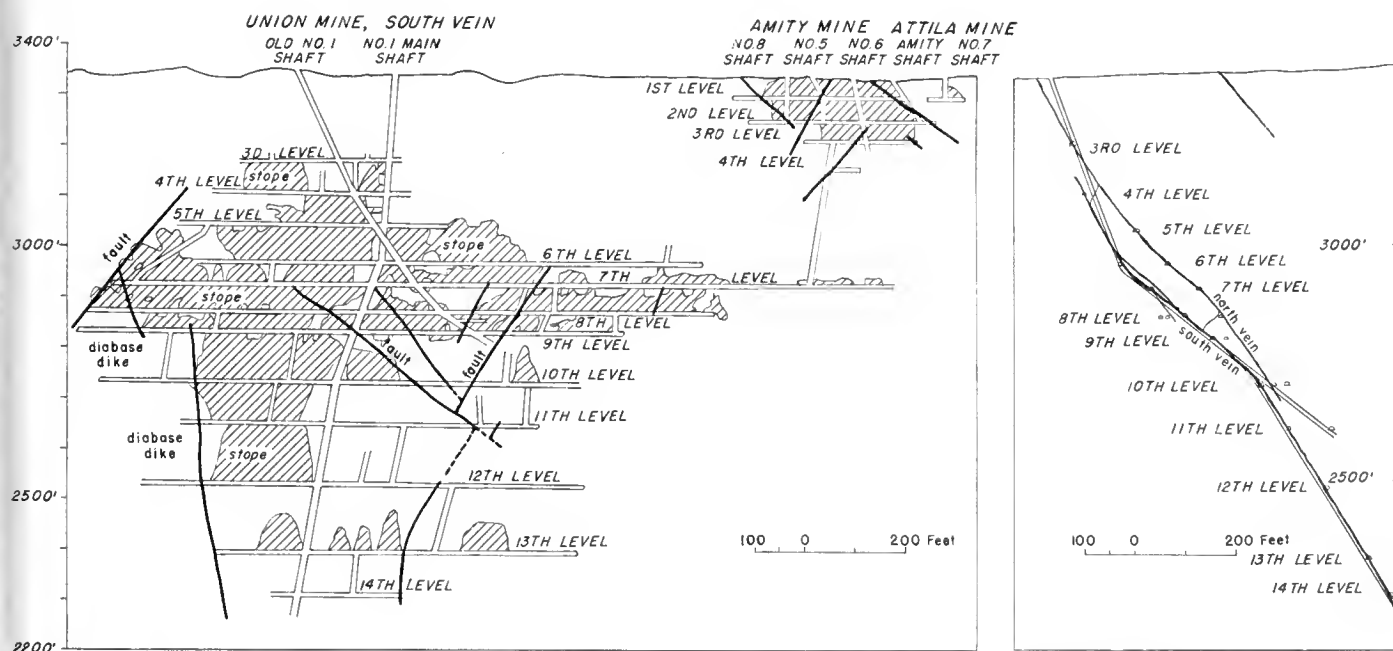 UNION MINE, SOUTH VEIN
OLD NO. 1 SHAFT
NO. 1 MAIN SHAFT
AMITY MINE
ATTILA MINE
NO. 8 SHAFT
NO. 5 SHAFT
NO. 6 SHAFT
AMITY SHAFT
NO. 7 SHAFT
3400'
3000'
2500'
2200'
1ST LEVEL
2ND LEVEL
3RD LEVEL
4TH LEVEL
3D LEVEL
stope
4TH LEVEL
5TH LEVEL
fault
stope
6TH LEVEL
7TH LEVEL
stope
8TH LEVEL
9TH LEVEL
diabase dike
fault
fault
10TH LEVEL
11TH LEVEL
diabase dike
stope
12TH LEVEL
13TH LEVEL
14TH LEVEL
100 0 200 Feet
3RD LEVEL
4TH LEVEL
5TH LEVEL
3000'
6TH LEVEL
7TH LEVEL
north vein
8TH LEVEL
9TH LEVEL
south vein
10TH LEVEL
11TH LEVEL
2500'
12TH LEVEL
100 0 200 Feet
13TH LEVEL
14TH LEVEL